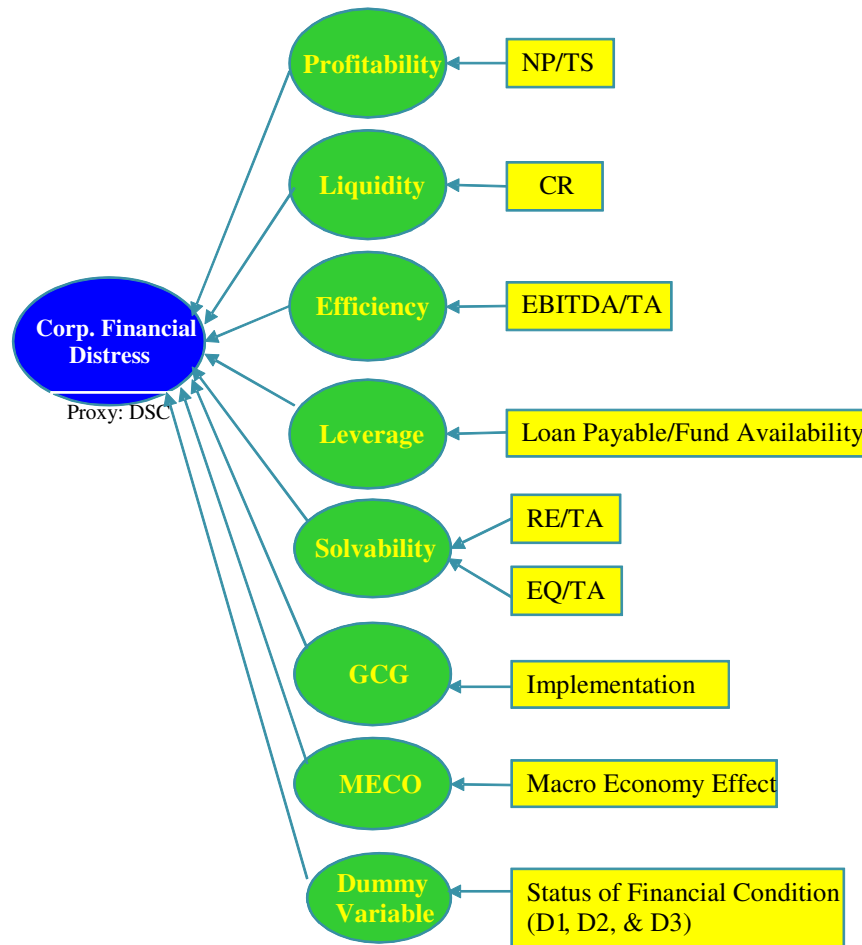 Profitability
NP/TS
Liquidity
CR
Efficiency
EBITDA/TA
Corp. Financial
Distress
Proxy: DSC
Leverage
Loan Payable/Fund Availability
Solvability
RE/TA
EQ/TA
GCG
Implementation
MECO
Macro Economy Effect
Dummy
Variable
Status of Financial Condition
(D1, D2, & D3)